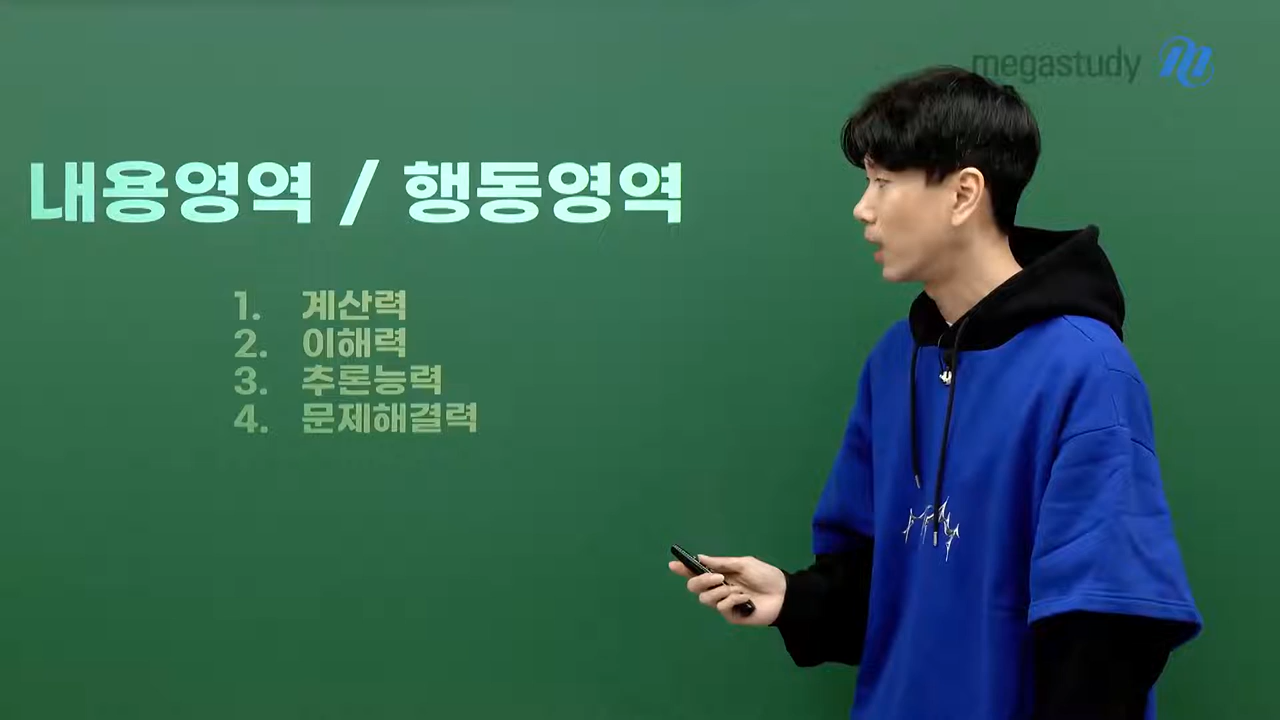 megastudy
내용영역 / 행동영역
1. 계산력
2. 이해력
3. 추론능력
4. 문제해결력